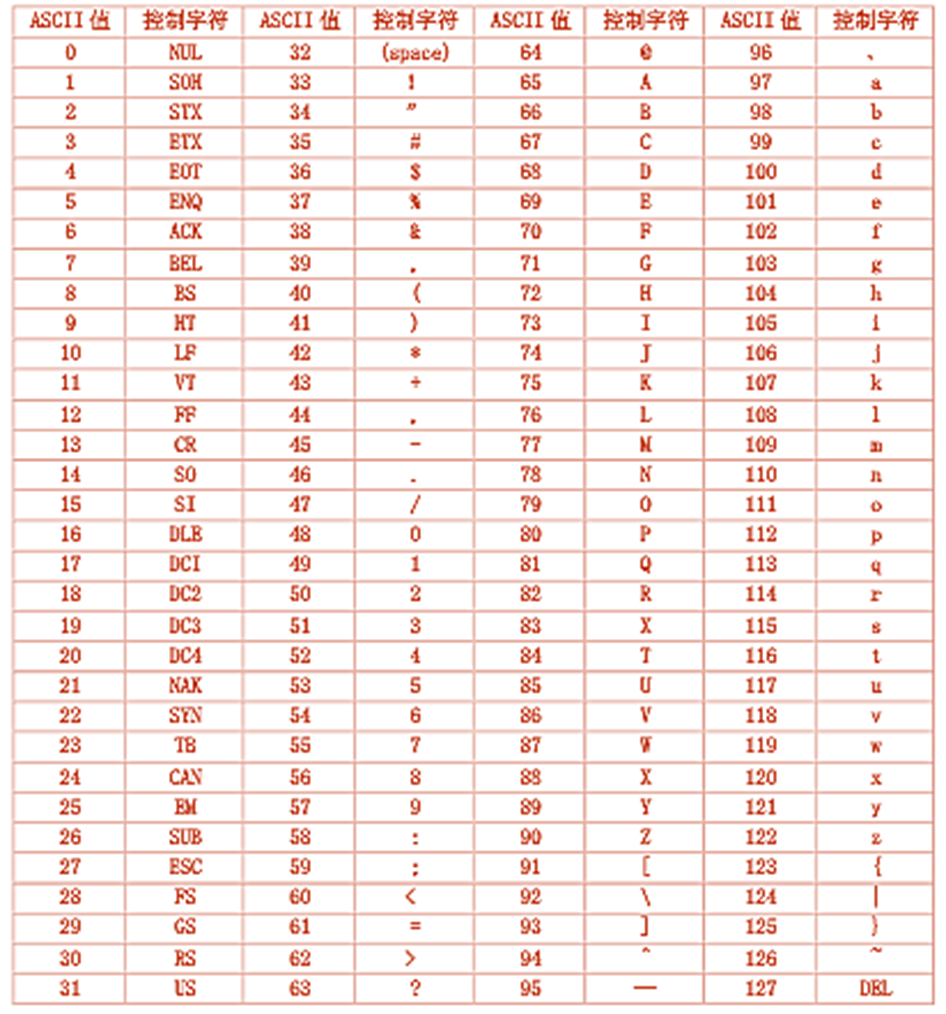 ASCII 值 控制字符 ASCII 值 控制字符 ASCII 值 控制字符 ASCII 值 控制字符
0 NUL 32 (space) 64 @ 96 、
1 SOH 33 ! 65 A 97 a
2 STX 34 ” 66 B 98 b
3 ETX 35 # 67 C 99 c
4 EOT 36 $ 68 D 100 d
5 ENQ 37 % 69 E 101 e
6 ACK 38 & 70 F 102 f
7 BEL 39 , 71 G 103 g
8 BS 40 ( 72 H 104 h
9 HT 41 ) 73 I 105 i
10 LF 42 * 74 J 106 j
11 VT 43 + 75 K 107 k
12 FF 44 , 76 L 108 l
13 CR 45 - 77 M 109 m
14 SO 46 . 78 N 110 n
15 SI 47 / 79 O 111 o
16 DLE 48 0 80 P 112 p
17 DCI 49 1 81 Q 113 q
18 DC2 50 2 82 R 114 r
19 DC3 51 3 83 X 115 s
20 DC4 52 4 84 T 116 t
21 NAK 53 5 85 U 117 u
22 SYN 54 6 86 V 118 v
23 TB 55 7 87 W 119 w
24 CAN 56 8 88 X 120 x
25 EM 57 9 89 Y 121 y
26 SUB 58 : 90 Z 122 z
27 ESC 59 ; 91 [ 123 {
28 FS 60 < 92 \ 124 |
29 GS 61 = 93 ] 125 }
30 RS 62 > 94 ^ 126 ~
31 US 63 ? 95 — 127 DEL